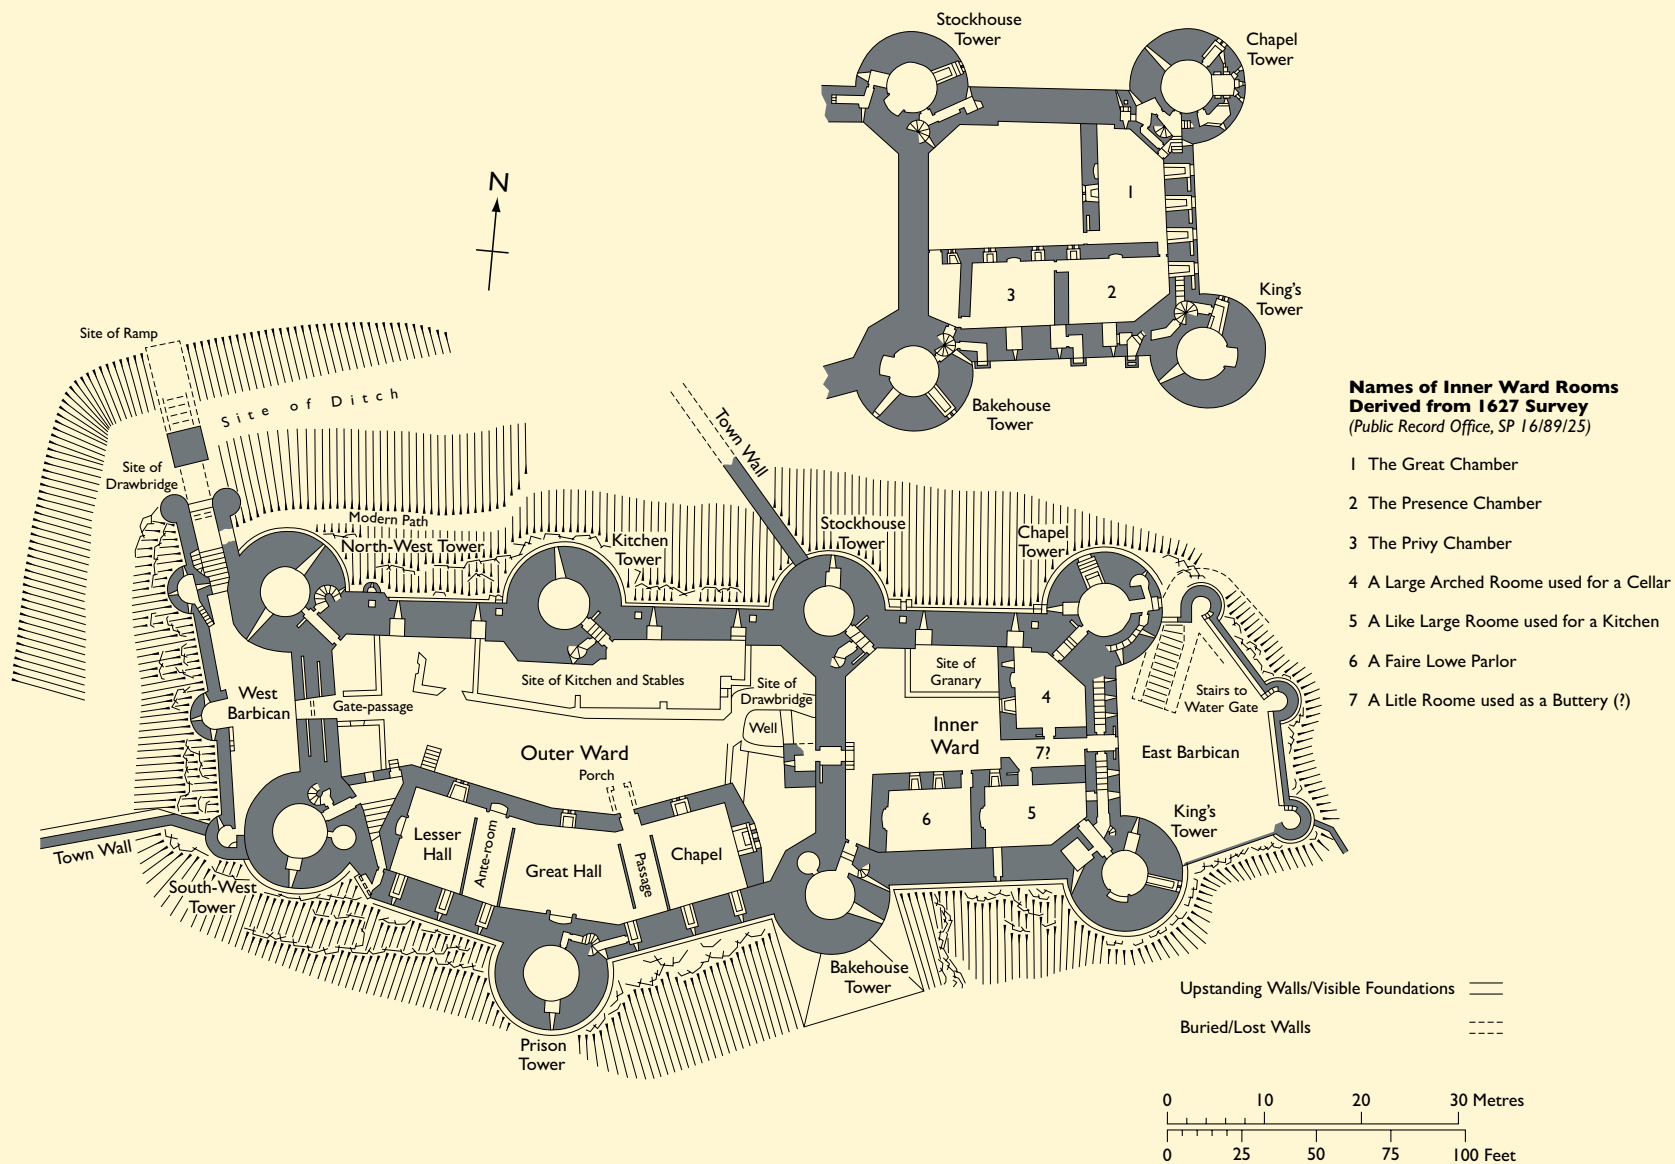 Stockhouse
Tower
Chapel
Tower
1
N
3
2
King's
Tower
Bakehouse
Tower
Names of Inner Ward Rooms
Derived from 1627 Survey
(Public Record Office, SP 16/89/25)
1 The Great Chamber
2 The Presence Chamber
3 The Privy Chamber
4 A Large Arched Roome used for a Cellar
5 A Like Large Roome used for a Kitchen
6 A Faire Lowe Parlor
7 A Litle Roome used as a Buttery (?)
Site of Ramp
Site of Ditch
Town Wall
Site of
Drawbridge
Modern Path
North-West Tower
Kitchen
Tower
Stockhouse
Tower
Chapel
Tower
Site of Kitchen and Stables
Site of
Granary
4
Stairs to
Water Gate
West
Barbican
Gate-passage
Site of
Drawbridge
Well
Inner
Ward
7?
East Barbican
Outer Ward
Porch
Lesser
Hall
Ante-room
Great Hall
Passage
Chapel
6
5
King's
Tower
Town Wall
South-West
Tower
Bakehouse
Tower
Prison
Tower
Upstanding Walls/Visible Foundations
Buried/Lost Walls
0 10 20 30 Metres
0 25 50 75 100 Feet